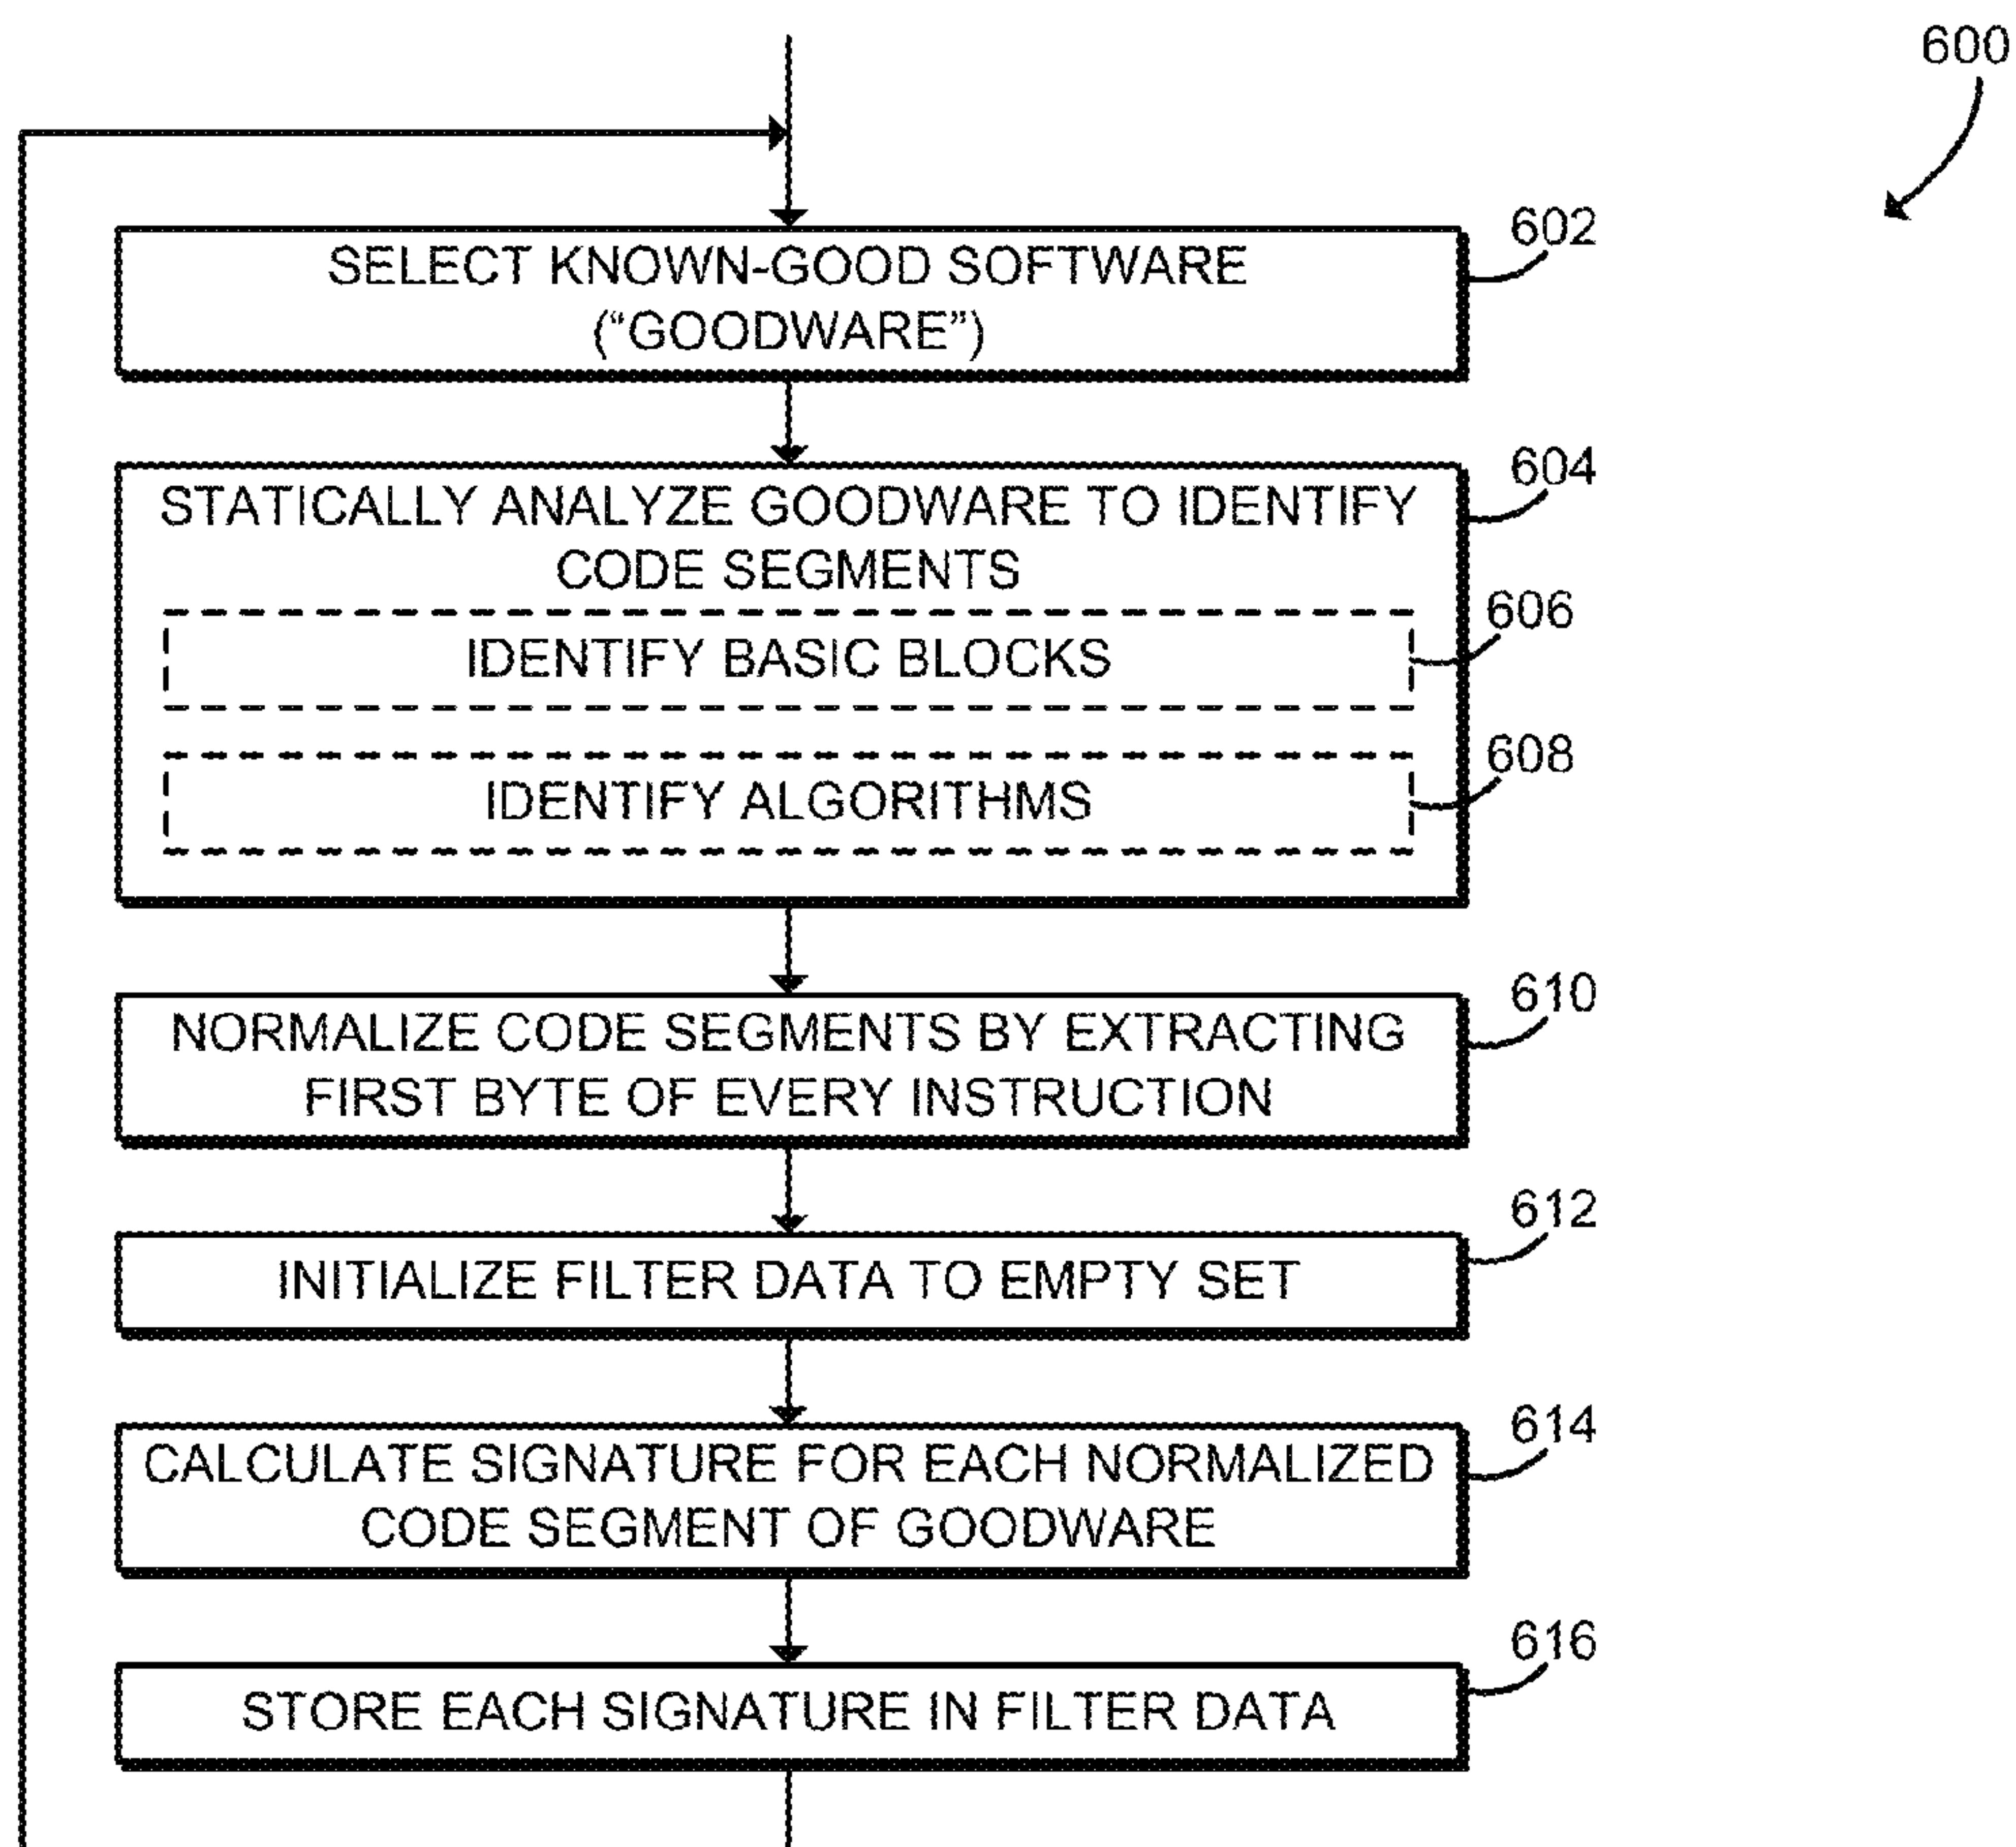 600
602
SELECT KNOWN-GOOD SOFTWARE
(“GOODWARE”)
604
STATICALLY ANALYZE GOODWARE TO IDENTIFY
CODE SEGMENTS
606
IDENTIFY BASIC BLOCKS
608
IDENTIFY ALGORITHMS
610
NORMALIZE CODE SEGMENTS BY EXTRACTING
FIRST BYTE OF EVERY INSTRUCTION
612
INITIALIZE FILTER DATA TO EMPTY SET
614
CALCULATE SIGNATURE FOR EACH NORMALIZED
CODE SEGMENT OF GOODWARE
616
STORE EACH SIGNATURE IN FILTER DATA